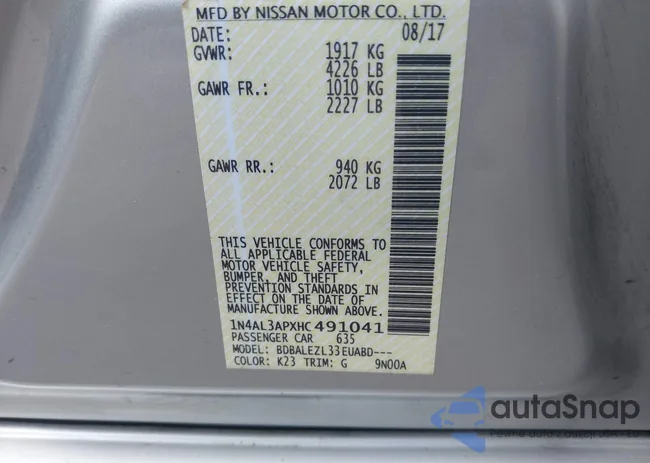 MFD BY NISSAN MOTOR CO., LTD.
DATE: 08/17
GVWR: 1917 KG
4226 LB
GAWR FR.: 1010 KG
2227 LB
GAWR RR.: 940 KG
2072 LB
THIS VEHICLE CONFORMS TO
ALL APPLICABLE FEDERAL
MOTOR VEHICLE SAFETY,
BUMPER, AND THEFT
PREVENTION STANDARDS IN
EFFECT ON THE DATE OF
MANUFACTURE SHOWN ABOVE.
1N4AL3APXHC491041
PASSENGER CAR 635
MODEL: BDBALEZL33EUABD---
COLOR: K23 TRIM: G 9N00A
autoSnap